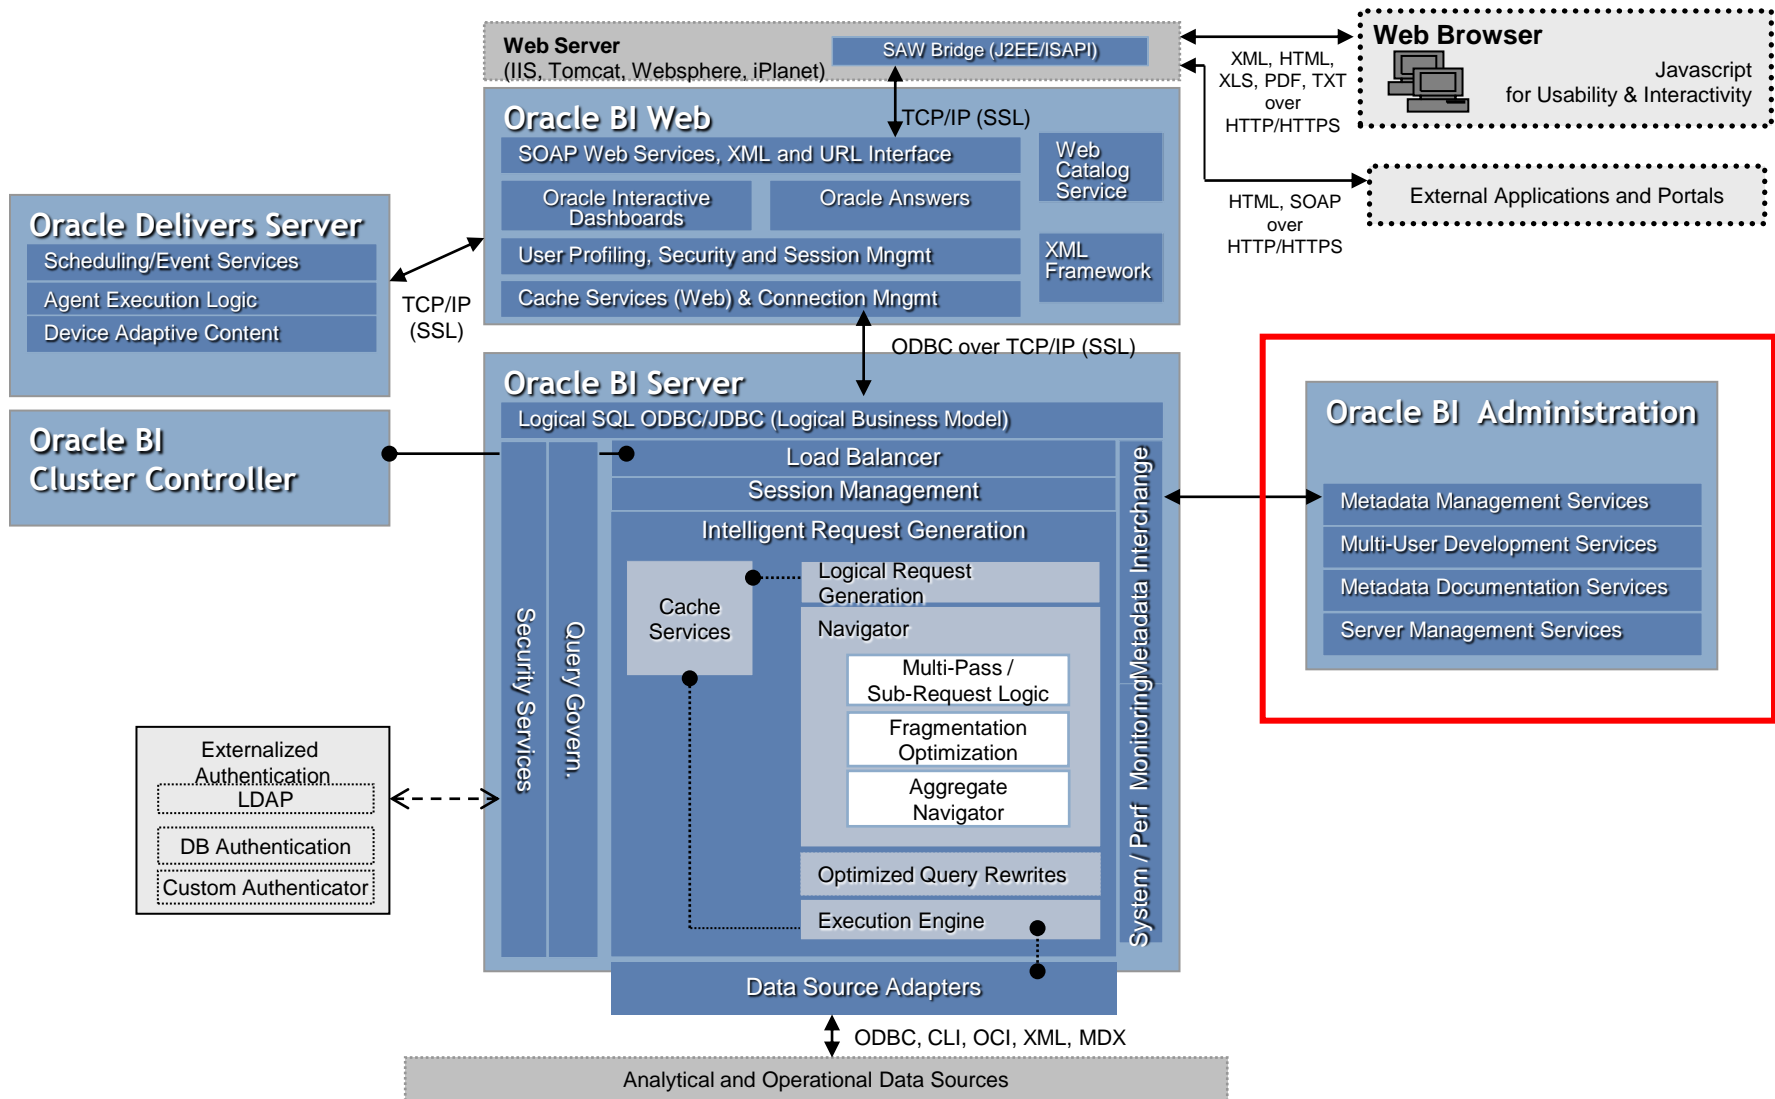 Web Server
(IIS, Tomcat, Websphere, iPlanet)
SAW Bridge (J2EE/ISAPI)
Web Browser
Javascript
for Usability & Interactivity
XML, HTML,
XLS, PDF, TXT
over
HTTP/HTTPS
TCP/IP (SSL)
Oracle BI Web
SOAP Web Services, XML and URL Interface
Web
Catalog
Service
Oracle Interactive
Dashboards
Oracle Answers
User Profiling, Security and Session Mngmt
XML
Framework
Cache Services (Web) & Connection Mngmt
External Applications and Portals
HTML, SOAP
over
HTTP/HTTPS
Oracle Delivers Server
Scheduling/Event Services
Agent Execution Logic
Device Adaptive Content
TCP/IP
(SSL)
ODBC over TCP/IP (SSL)
Oracle BI Server
Logical SQL ODBC/JDBC (Logical Business Model)
Oracle BI
Cluster Controller
Load Balancer
Session Management
Intelligent Request Generation
Logical Request
Generation
Cache
Services
Navigator
Multi-Pass /
Sub-Request Logic
Fragmentation
Optimization
Aggregate
Navigator
Optimized Query Rewrites
Execution Engine
Security Services
Query Govern.
Metadata Interchange
System / Perf Monitoring
Oracle BI Administration
Metadata Management Services
Multi-User Development Services
Metadata Documentation Services
Server Management Services
Externalized
Authentication
LDAP
DB Authentication
Custom Authenticator
Data Source Adapters
ODBC, CLI, OCI, XML, MDX
Analytical and Operational Data Sources